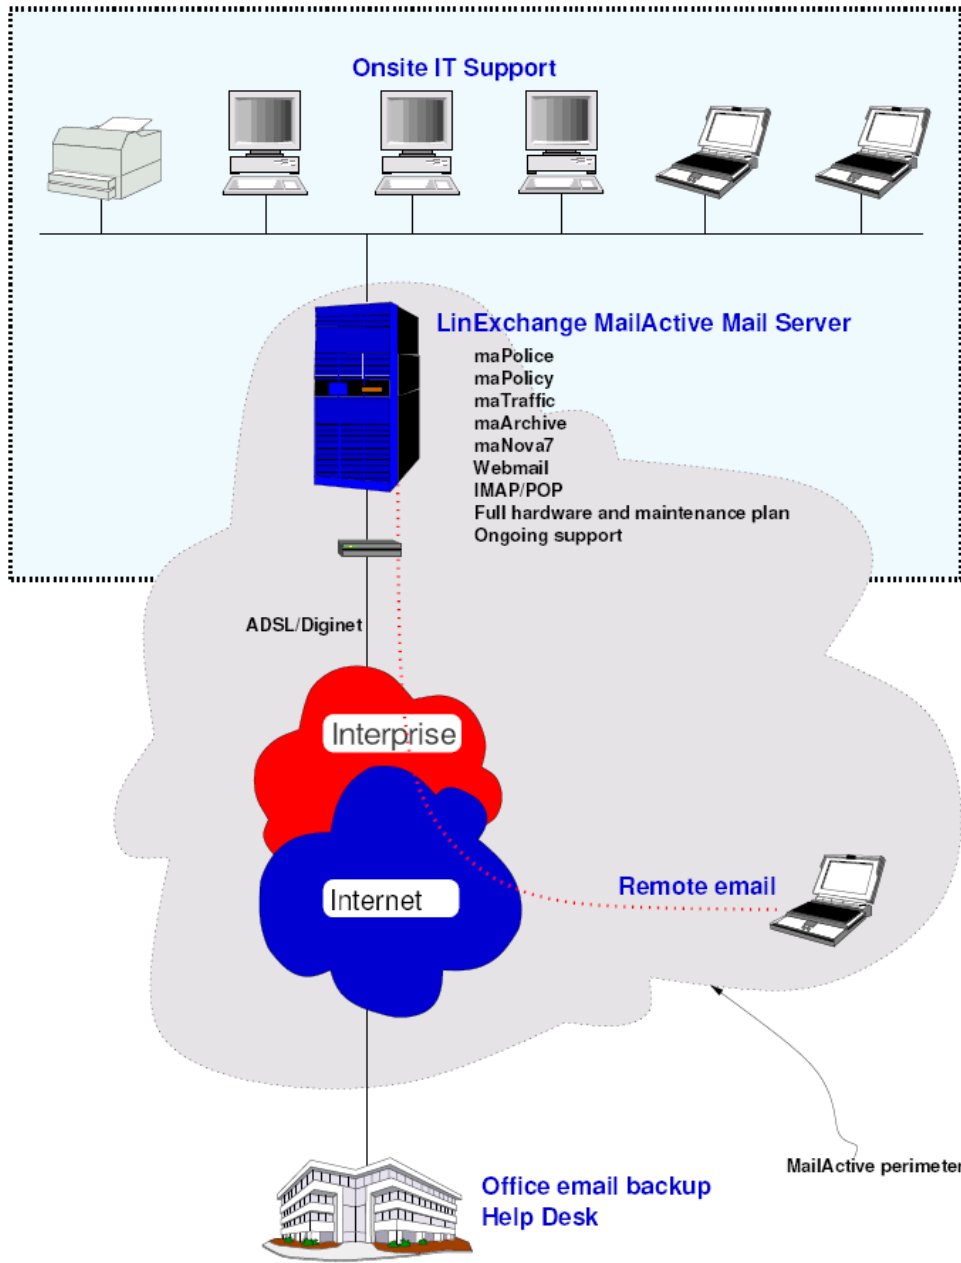 Onsite IT Support
LinExchange MailActive Mail Server
maPolice
maPolicy
maTraffic
maArchive
maNova7
Webmail
IMAP/POP
Full hardware and maintenance plan
Ongoing support
ADSL/Diginet
Interprise
Remote email
Internet
MailActive perimeter
Office email backup
Help Desk